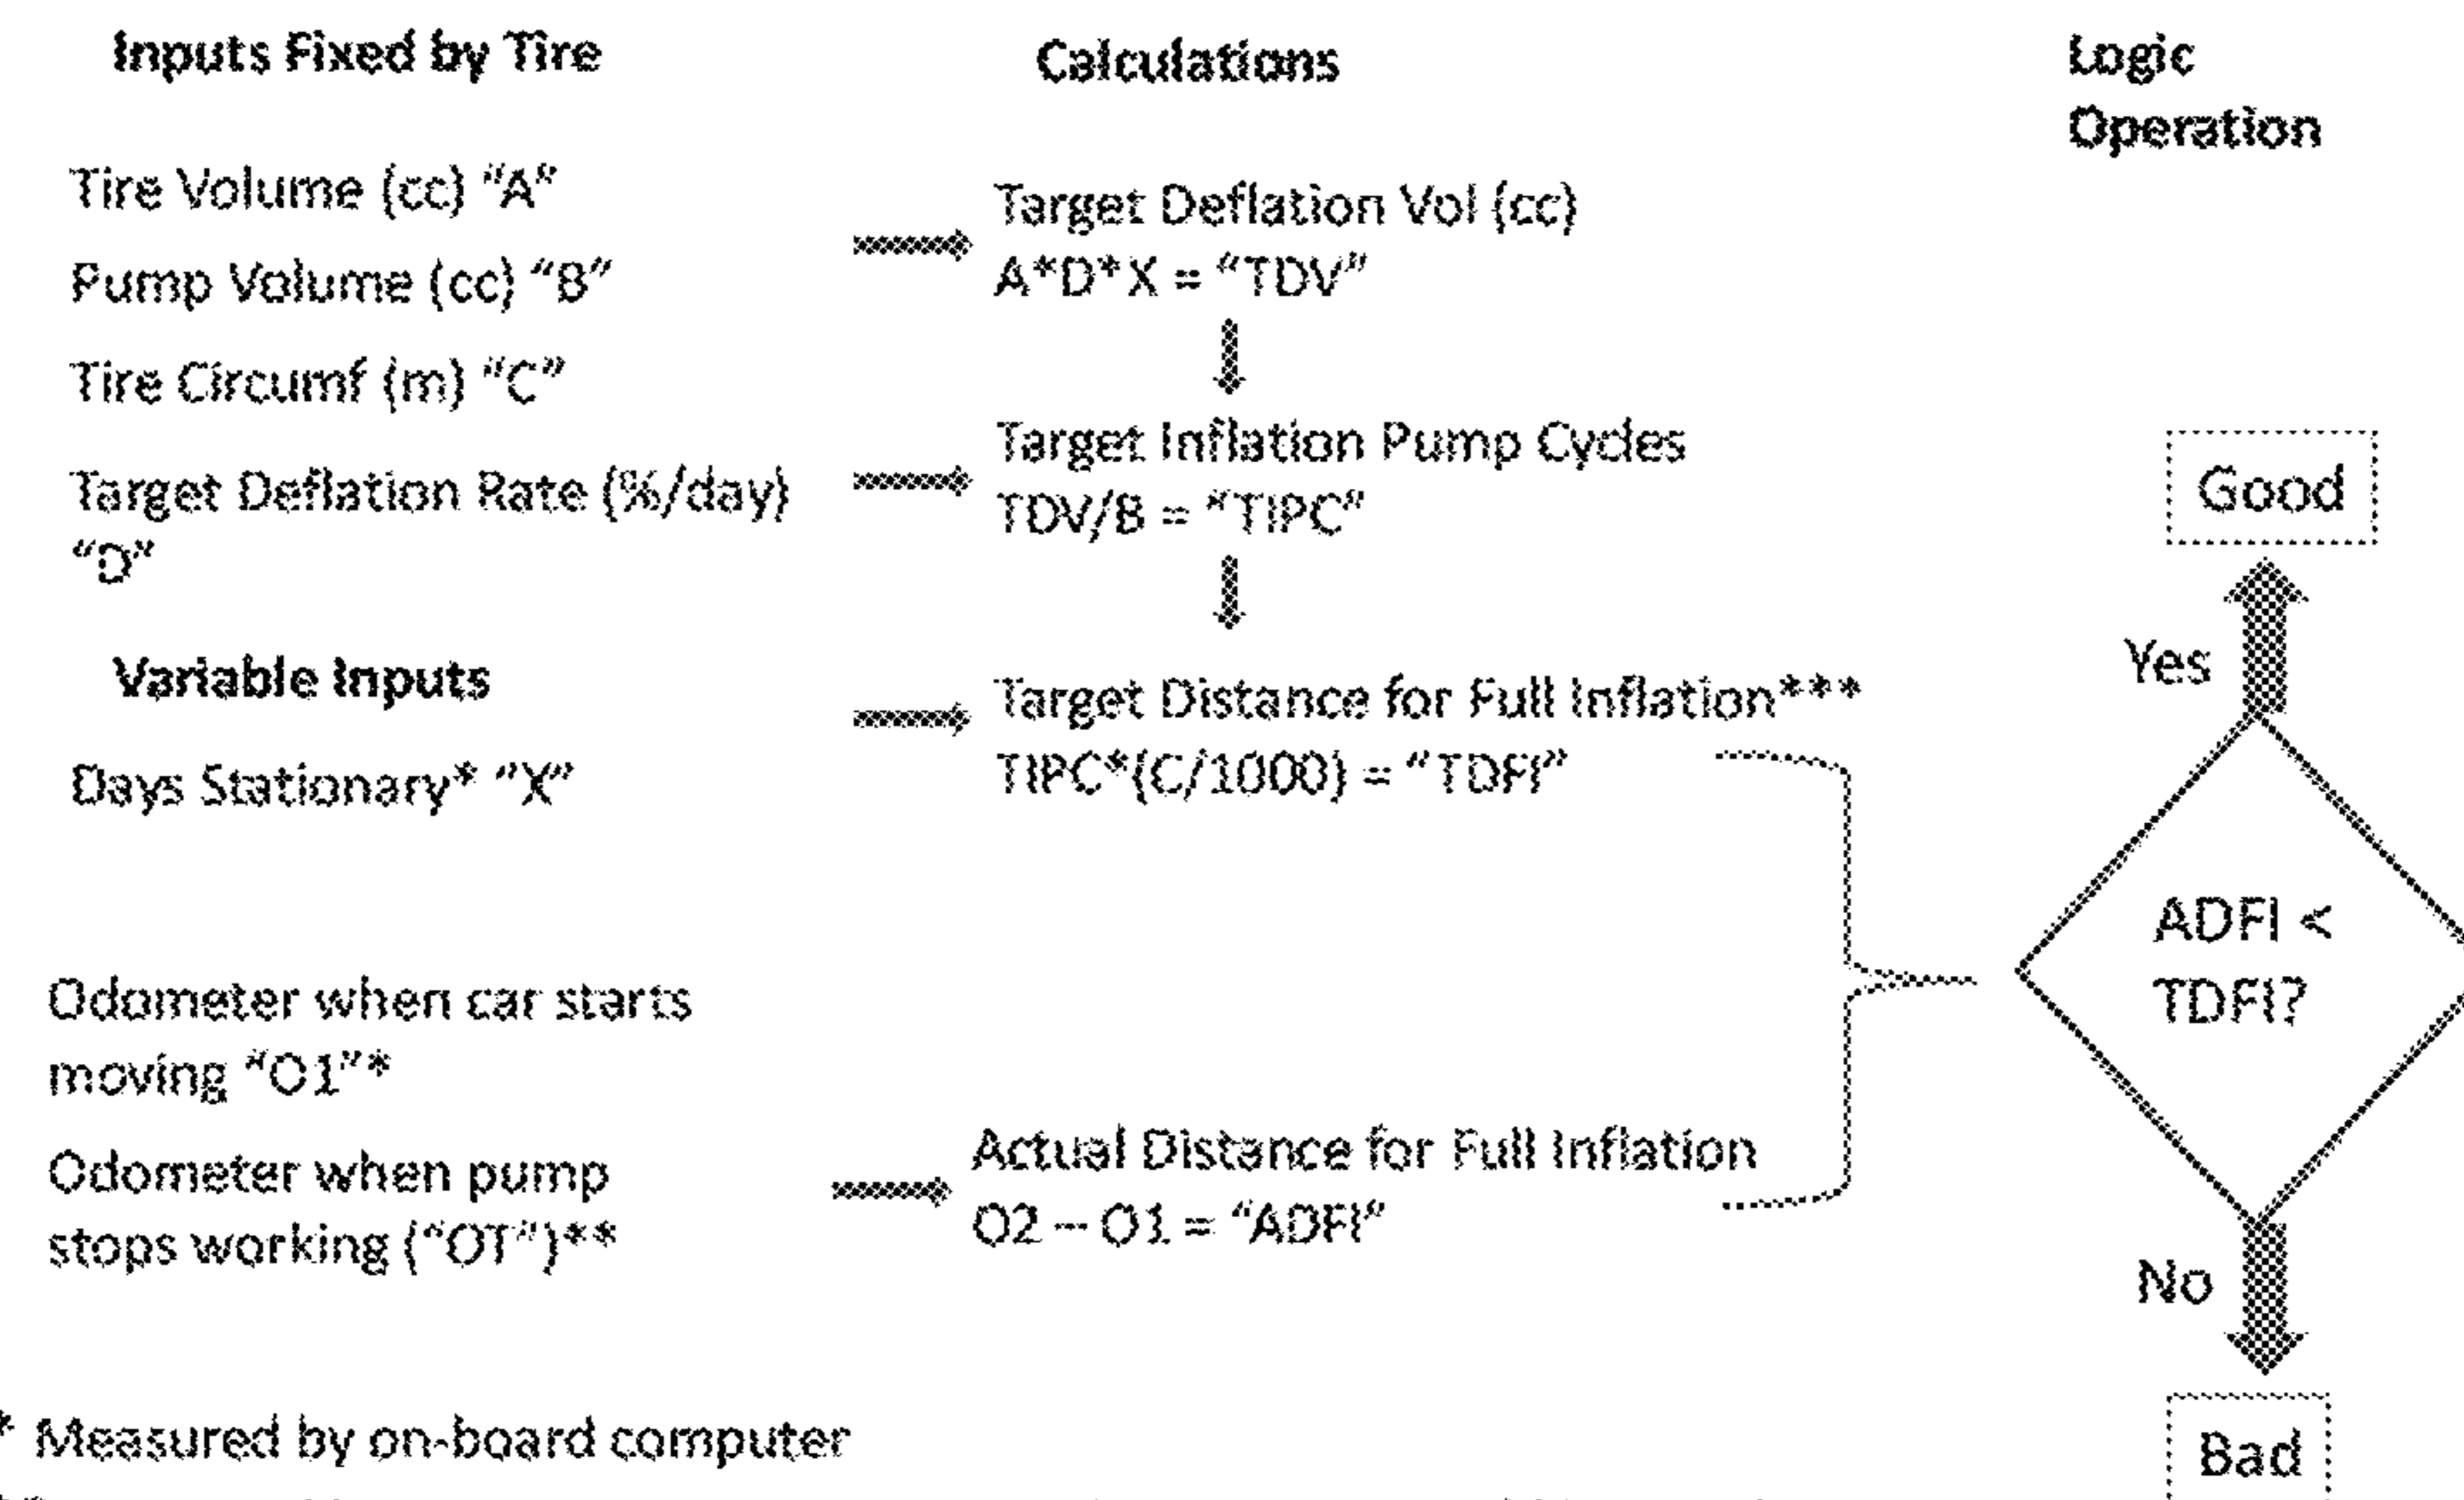 Inputs Fixed by Tire
Tire Volume (cc) “A”
Pump Volume (cc) “B”
Tire Circumf (m) “C”
Target Deflation Rate (%/day)
“D”
Variable Inputs
Days Stationary* “X”
Odometer when car starts
moving “O1”*
Odometer when pump
stops working (“OT”)**
* Measured by on-board computer
Calculations
Target Deflation Vol (cc)
A*D*X = “TDV”
Target Inflation Pump Cycles
TDV/B = “TIPC”
Target Distance for Full Inflation***
TIPC*(C/1000) = “TDFI”
Actual Distance for Full Inflation
O2 – O1 = “ADFI”
Logic
Operation
Good
Yes
ADFI <
TDFI?
No
Bad